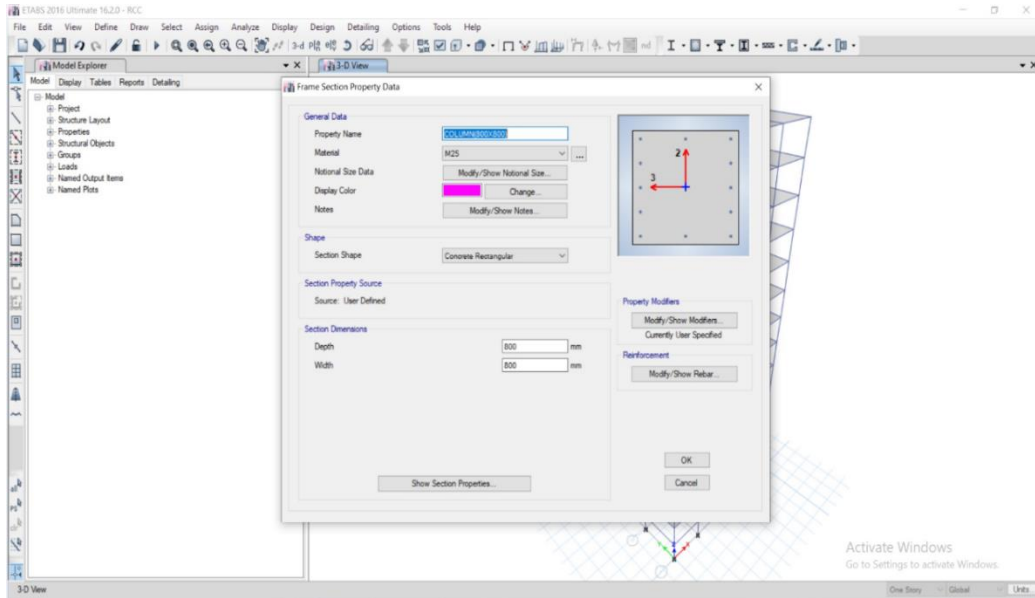 ETABS 2016 Ultimate 16.2.0 - RCC
File Edit View Define Draw Select Assign Analyze Display Design Detailing Options Tools Help
Model Explorer
3-D View
Model Display Tables Reports Detailing
Model
Project
Structure Layout
Properties
Structural Objects
Groups
Loads
Named Output Items
Named Plots
Frame Section Property Data
General Data
Property Name COLUMN(800X800)
Material M25 ...
Notional Size Data Modify/Show Notional Size...
Display Color Change...
Notes Modify/Show Notes...
2
3
Shape
Section Shape Concrete Rectangular
Section Property Source
Source: User Defined
Section Dimensions
Depth 800 mm
Width 800 mm
Property Modifiers
Modify/Show Modifiers...
Currently User Specified
Reinforcement
Modify/Show Rebar...
Show Section Properties...
OK
Cancel
Activate Windows
Go to Settings to activate Windows.
3-D View One Story Global Units...